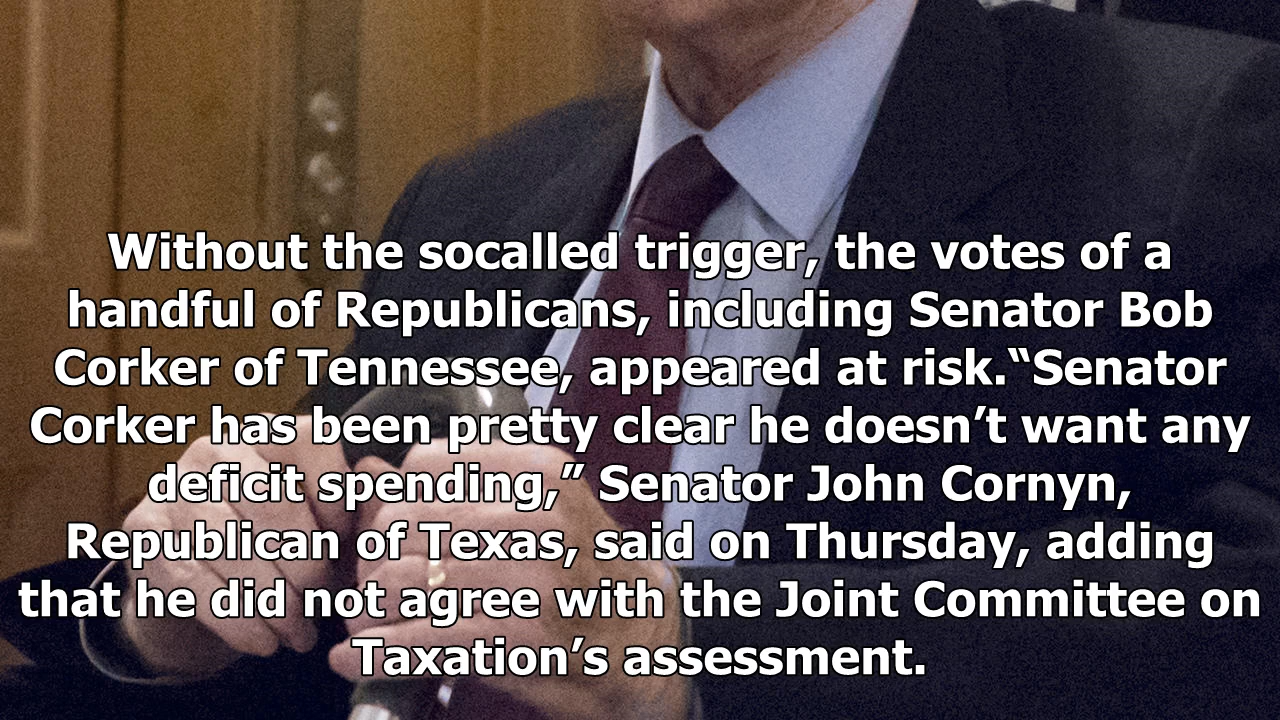 Without the socalled trigger, the votes of a
handful of Republicans, including Senator Bob
Corker of Tennessee, appeared at risk.“Senator
Corker has been pretty clear he doesn’t want any
deficit spending,” Senator John Cornyn,
Republican of Texas, said on Thursday, adding
that he did not agree with the Joint Committee on
Taxation’s assessment.